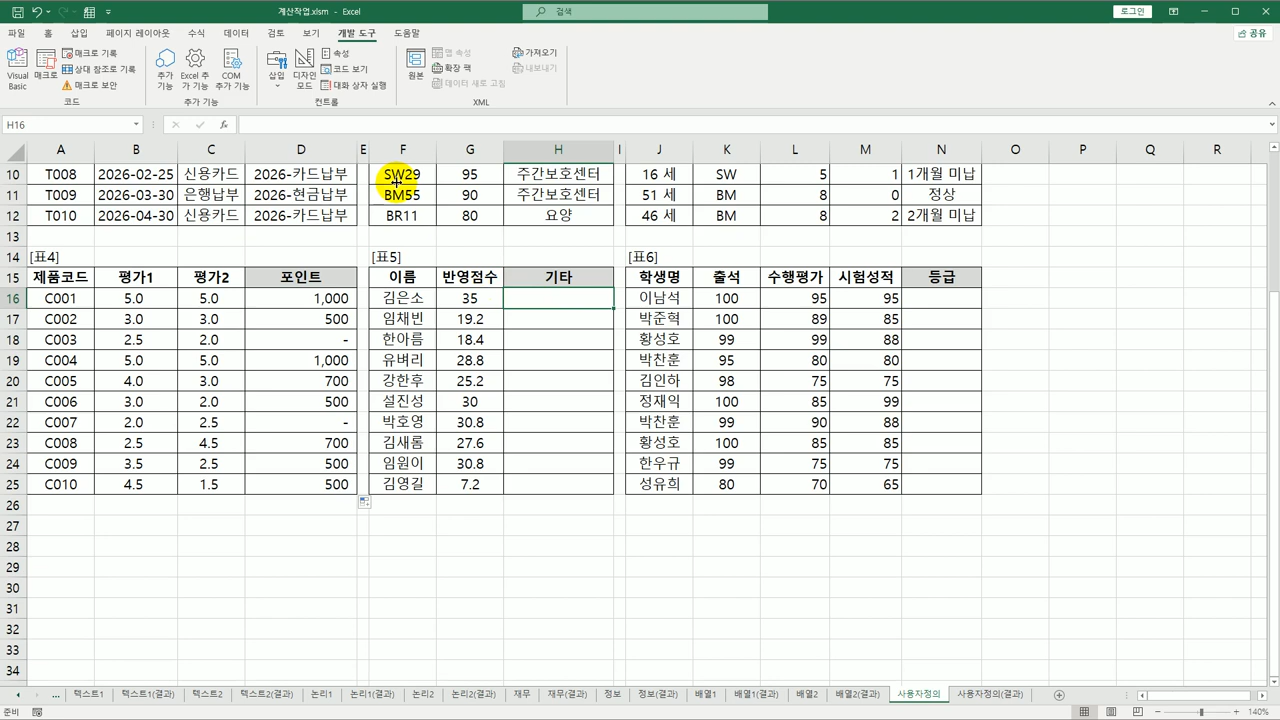 계산작업.xlsm - Excel
검색
로그인
파일 홈 삽입 페이지 레이아웃 수식 데이터 검토 보기 개발 도구 도움말
공유
Visual Basic
매크로
매크로 기록
상대 참조로 기록
매크로 보안
추가 기능
Excel 추가 기능
COM 추가 기능
삽입
디자인 모드
속성
코드 보기
대화 상자 실행
원본
맵 속성
확장 팩
데이터 새로 고침
가져오기
내보내기
코드 추가 기능 컨트롤 XML
H16 fx
A B C D E F G H I J K L M N O P Q R
10 T008 2026-02-25 신용카드 2026-카드납부 SW29 95 주간보호센터 16 세 SW 5 1 1개월 미납
11 T009 2026-03-30 은행납부 2026-현금납부 BM55 90 주간보호센터 51 세 BM 8 0 정상
12 T010 2026-04-30 신용카드 2026-카드납부 BR11 80 요양 46 세 BM 8 2 2개월 미납
13
14 [표4] [표5] [표6]
15 제품코드 평가1 평가2 포인트 이름 반영점수 기타 학생명 출석 수행평가 시험성적 등급
16 C001 5.0 5.0 1,000 김은소 35 이남석 100 95 95
17 C002 3.0 3.0 500 임채빈 19.2 박준혁 100 89 85
18 C003 2.5 2.0 - 한아름 18.4 황성호 99 99 88
19 C004 5.0 5.0 1,000 유벼리 28.8 박찬훈 95 80 80
20 C005 4.0 3.0 700 강한후 25.2 김인하 98 75 75
21 C006 3.0 2.0 500 설진성 30 정재익 100 85 99
22 C007 2.0 2.5 - 박호영 30.8 박찬훈 99 90 88
23 C008 2.5 4.5 700 김새롬 27.6 황성호 100 85 85
24 C009 3.5 2.5 500 임원이 30.8 한우규 99 75 75
25 C010 4.5 1.5 500 김영길 7.2 성유희 80 70 65
26
27
28
29
30
31
32
33
34
... 텍스트1 텍스트1(결과) 텍스트2 텍스트2(결과) 논리1 논리1(결과) 논리2 논리2(결과) 재무 재무(결과) 정보 정보(결과) 배열1 배열1(결과) 배열2 배열2(결과) 사용자정의 사용자정의(결과)
준비 140%